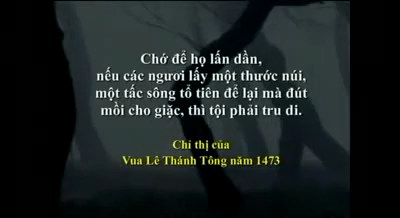 Chớ để họ lấn dần,
nếu các ngươi lấy một thước núi,
một tấc sông tổ tiên để lại mà đút
mồi cho giặc, thì tội phải tru di.
Chỉ thị của
Vua Lê Thánh Tông năm 1473